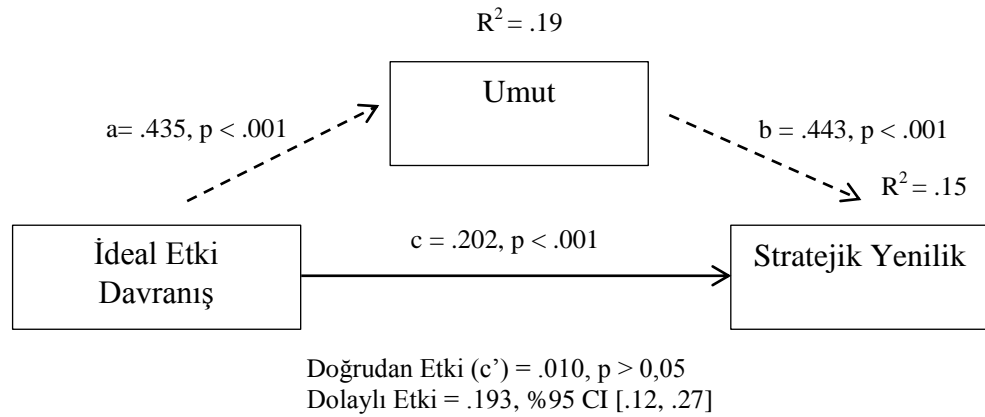 R² = .19
Umut
a= .435, p < .001
b = .443, p < .001
R² = .15
İdeal Etki
Davranış
c = .202, p < .001
Stratejik Yenilik
Doğrudan Etki (c’) = .010, p > 0,05
Dolaylı Etki = .193, %95 CI [.12, .27]